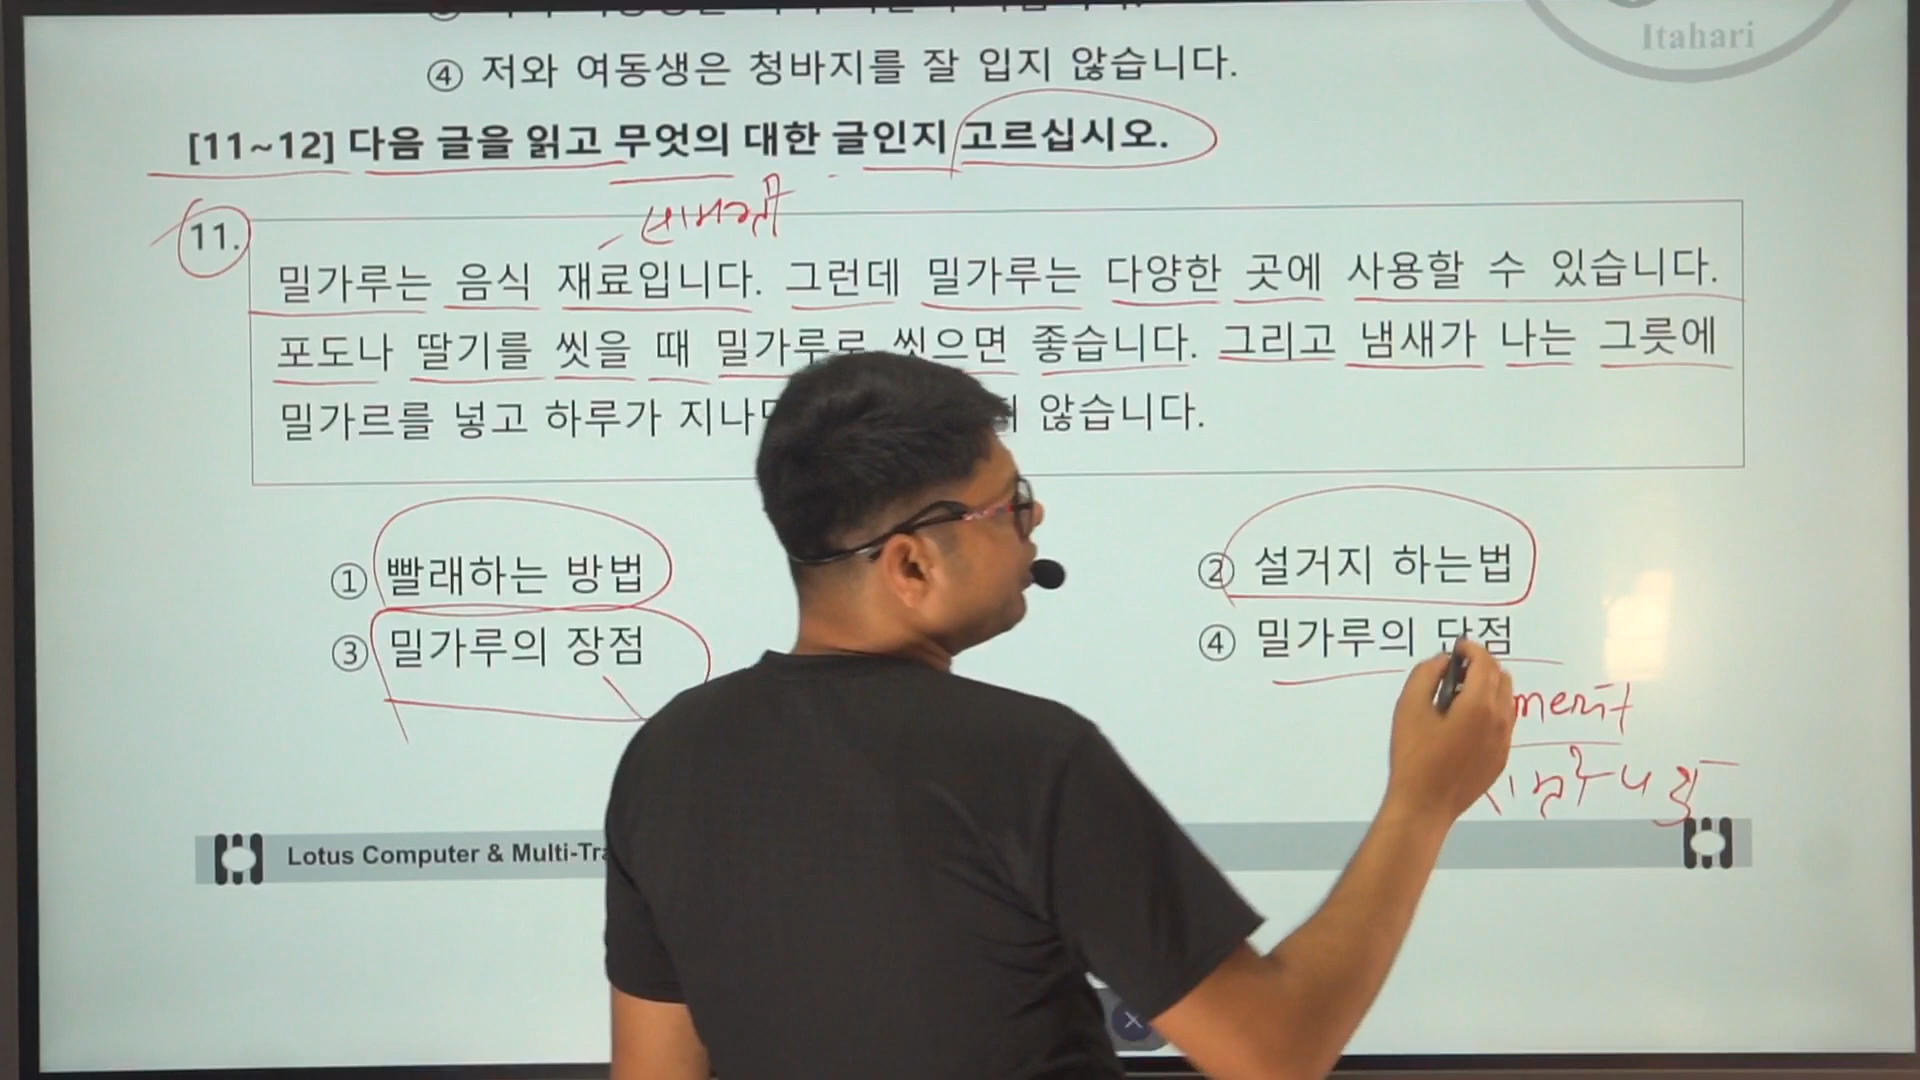 Itahari
④ 저와 여동생은 청바지를 잘 입지 않습니다.
[11~12] 다음 글을 읽고 무엇의 대한 글인지 고르십시오.
11.
밀가루는 음식 재료입니다. 그런데 밀가루는 다양한 곳에 사용할 수 있습니다.
포도나 딸기를 씻을 때 밀가루로 씻으면 좋습니다. 그리고 냄새가 나는 그릇에
밀가르를 넣고 하루가 않습니다.
① 빨래하는 방법
② 설거지 하는법
③ 밀가루의 장점
④ 밀가루의 단점
merit
Lotus Computer & Multi-